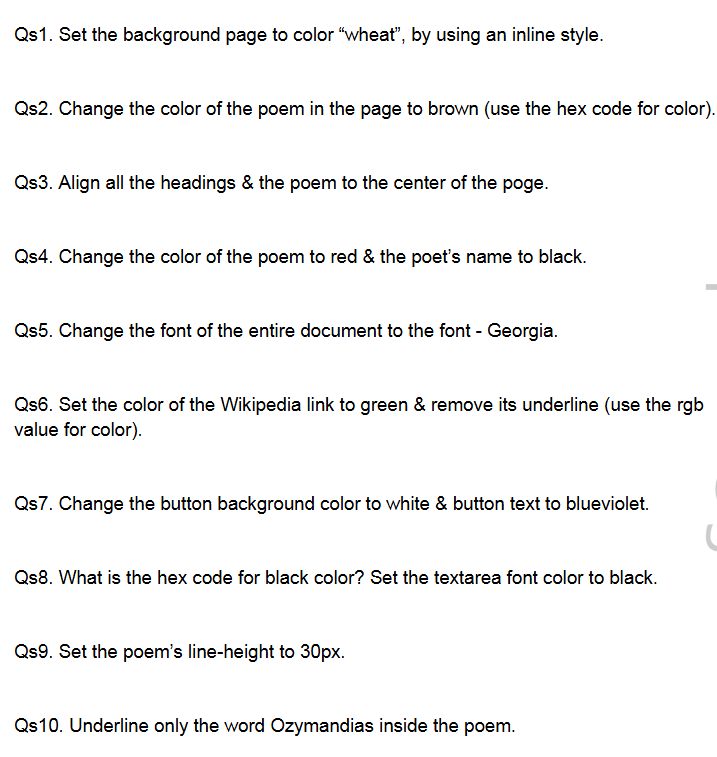 Qs1. Set the background page to color “wheat”, by using an inline style.
Qs2. Change the color of the poem in the page to brown (use the hex code for color).
Qs3. Align all the headings & the poem to the center of the poge.
Qs4. Change the color of the poem to red & the poet’s name to black.
Qs5. Change the font of the entire document to the font - Georgia.
Qs6. Set the color of the Wikipedia link to green & remove its underline (use the rgb
value for color).
Qs7. Change the button background color to white & button text to blueviolet.
Qs8. What is the hex code for black color? Set the textarea font color to black.
Qs9. Set the poem’s line-height to 30px.
Qs10. Underline only the word Ozymandias inside the poem.